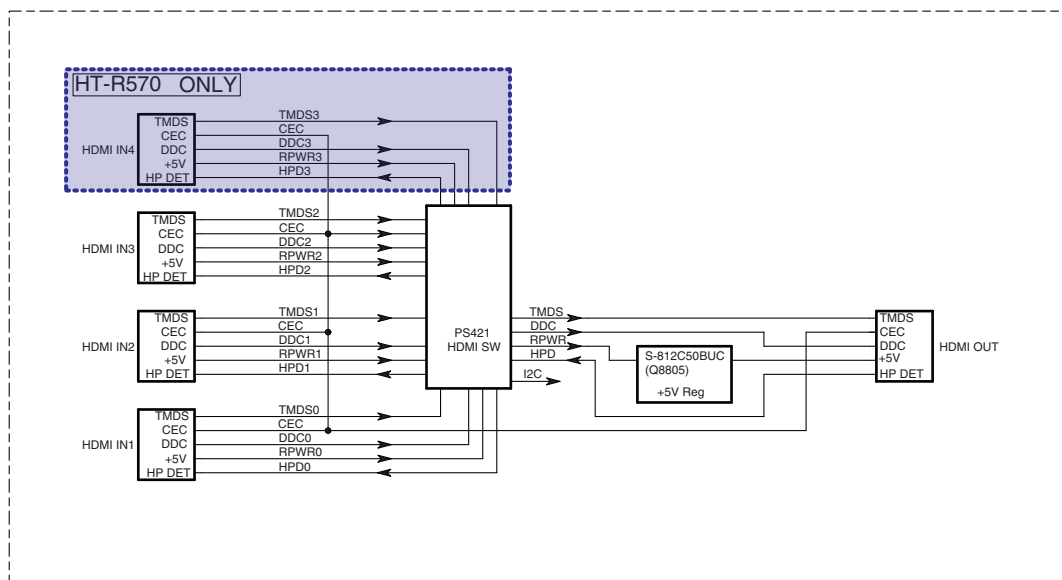 HT-R570 ONLY
HDMI IN4
TMDS
CEC
DDC
+5V
HP DET
TMDS3
CEC
DDC3
RPWR3
HPD3
HDMI IN3
TMDS
CEC
DDC
+5V
HP DET
TMDS2
CEC
DDC2
RPWR2
HPD2
HDMI IN2
TMDS
CEC
DDC
+5V
HP DET
TMDS1
CEC
DDC1
RPWR1
HPD1
HDMI IN1
TMDS
CEC
DDC
+5V
HP DET
TMDS0
CEC
DDC0
RPWR0
HPD0
PS421
HDMI SW
TMDS
DDC
RPWR
HPD
I2C
S-812C50BUC
(Q8805)
+5V Reg
TMDS
CEC
DDC
+5V
HP DET
HDMI OUT